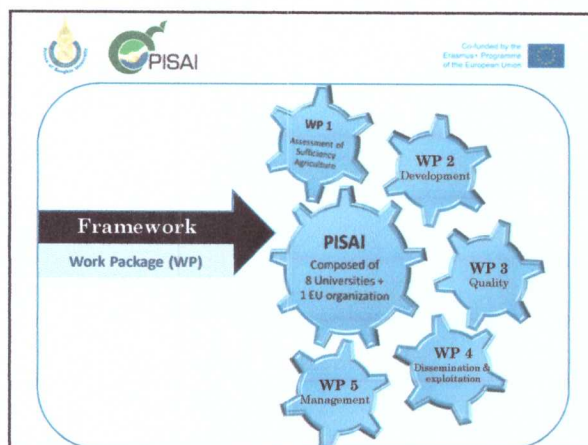 PISAI
Co-funded by the
Erasmus+ Programme
of the European Union
WP 1
Assessment of
Sufficiency
Agriculture
WP 2
Development
Framework
Work Package (WP)
PISAI
Composed of
8 Universities +
1 EU organization
WP 3
Quality
WP 4
Dissemination &
exploitation
WP 5
Management